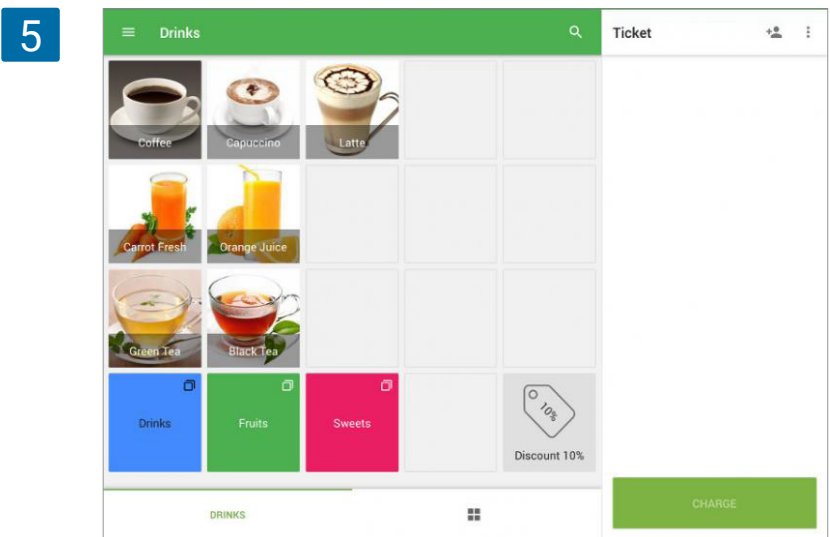 5
Drinks
Ticket
Coffee
Capuccino
Latte
Carrot Fresh
Orange Juice
Green Tea
Black Tea
Drinks
Fruits
Sweets
10%
Discount 10%
DRINKS
CHARGE